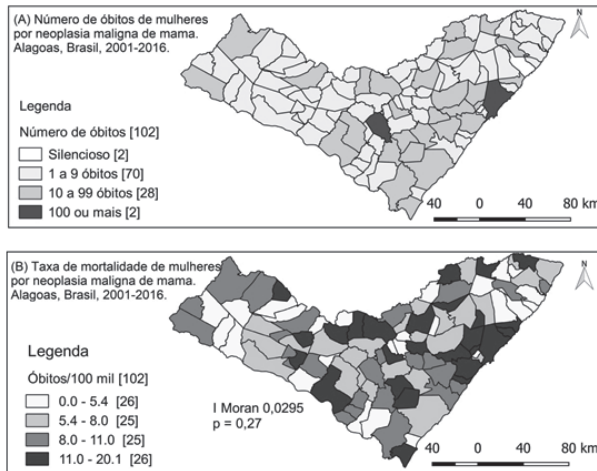 (A) Número de óbitos de mulheres
por neoplasia maligna de mama.
Alagoas, Brasil, 2001-2016.
N
Legenda
Número de óbitos [102]
Silencioso [2]
1 a 9 óbitos [70]
10 a 99 óbitos [28]
100 ou mais [2]
40 0 40 80 km
(B) Taxa de mortalidade de mulheres
por neoplasia maligna de mama.
Alagoas, Brasil, 2001-2016.
N
Legenda
Óbitos/100 mil [102]
0.0 - 5.4 [26]
5.4 - 8.0 [25]
8.0 - 11.0 [25]
11.0 - 20.1 [26]
I Moran 0,0295
p = 0,27
40 0 40 80 km